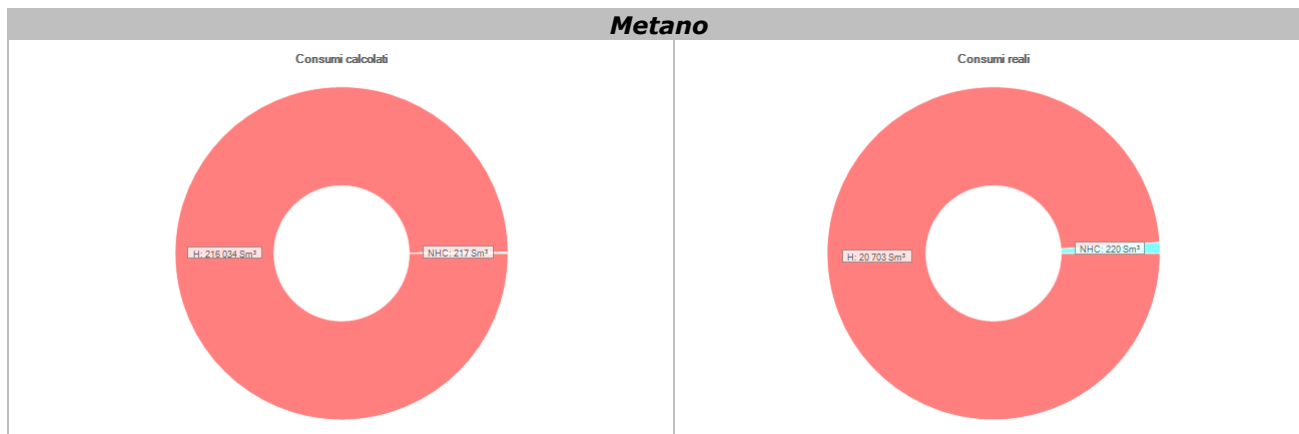 Metano
Consumi calcolati
Consumi reali
H: 216 034 Sm³
NHC: 217 Sm³
H: 20 703 Sm³
NHC: 220 Sm³